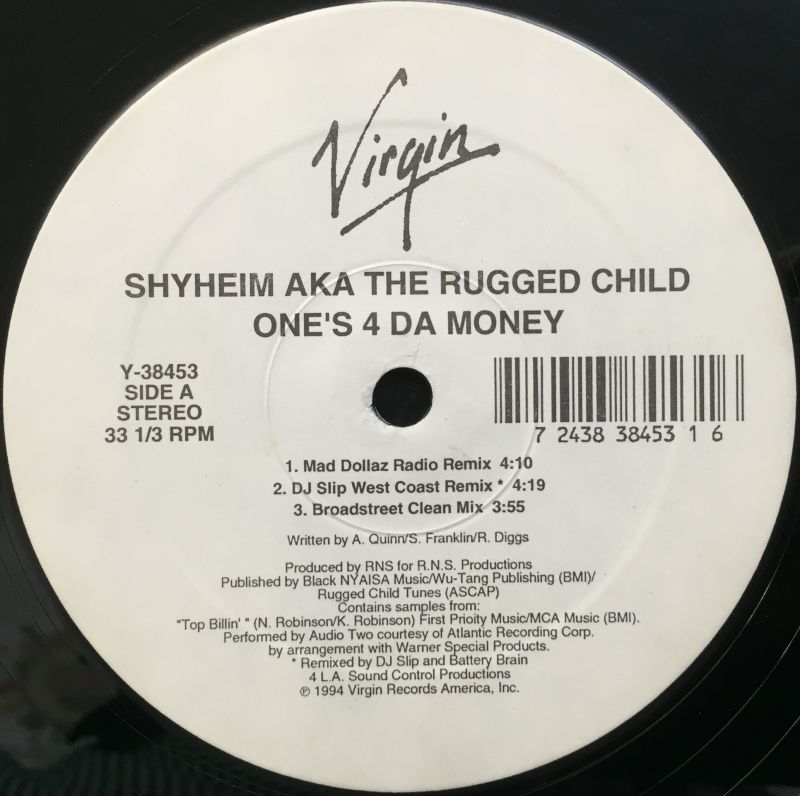 Virgin
SHYHEIM AKA THE RUGGED CHILD
ONE'S 4 DA MONEY
Y-38453
SIDE A
STEREO
33 1/3 RPM
7 24383 8453 1 6
1. Mad Dollaz Radio Remix 4:10
2. DJ Slip West Coast Remix * 4:19
3. Broadstreet Clean Mix 3:55
Written by A. Quinn/S. Franklin/R. Diggs
Produced by RNS for R.N.S. Productions
Published by Black NYAISA Music/Wu-Tang Publishing (BMI)/
Rugged Child Tunes (ASCAP)
Contains samples from:
"Top Billin' " (N. Robinson/K. Robinson) First Prioity Music/MCA Music (BMI).
Performed by Audio Two courtesy of Atlantic Recording Corp.
by arrangement with Warner Special Products.
* Remixed by DJ Slip and Battery Brain
4 L.A. Sound Control Productions
℗ 1994 Virgin Records America, Inc.